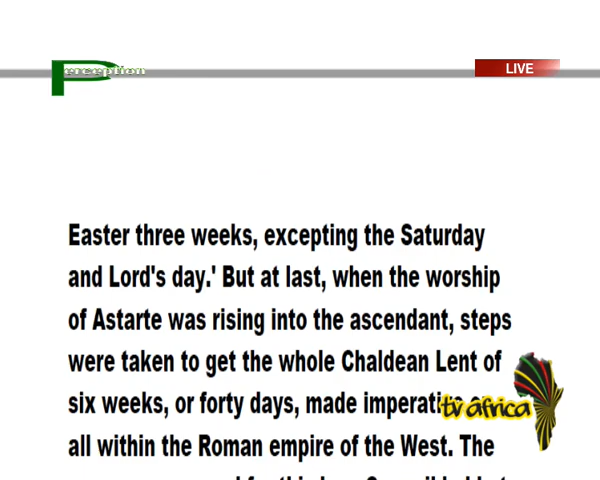 Perception
LIVE
Easter three weeks, excepting the Saturday
and Lord's day.' But at last, when the worship
of Astarte was rising into the ascendant, steps
were taken to get the whole Chaldean Lent of
six weeks, or forty days, made imperative
tv africa
all within the Roman empire of the West. The